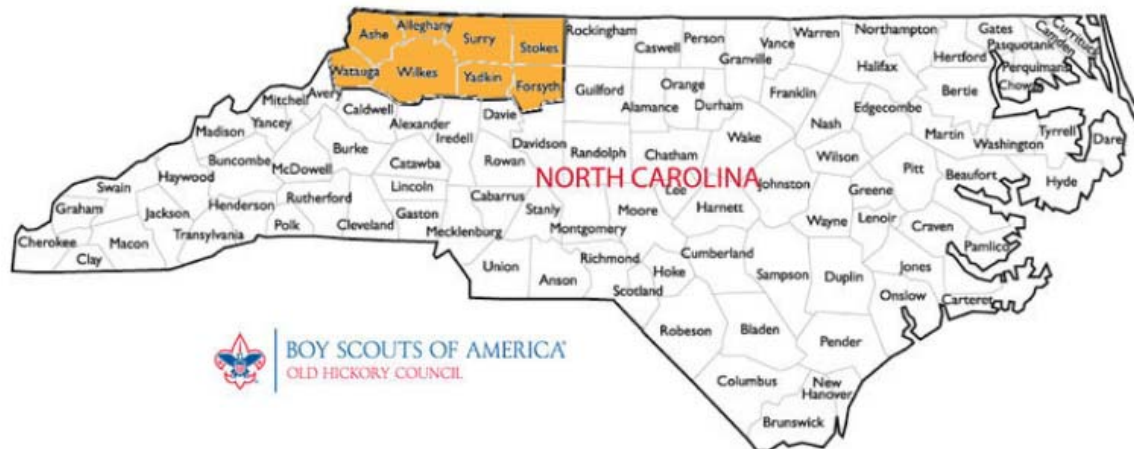 Ashe
Alleghany
Surry
Stokes
Watauga
Wilkes
Yadkin
Forsyth
Rockingham
Caswell
Person
Granville
Vance
Warren
Northampton
Gates
Hertford
Pasquotank
Camden
Currituck
Perquimans
Chowan
Halifax
Bertie
Mitchell
Avery
Caldwell
Alexander
Iredell
Davie
Guilford
Alamance
Orange
Durham
Franklin
Nash
Edgecombe
Martin
Washington
Tyrrell
Dare
Madison
Yancey
Buncombe
McDowell
Burke
Catawba
Rowan
Davidson
Randolph
Chatham
Wake
Wilson
Pitt
Beaufort
Hyde
Haywood
Swain
Graham
Jackson
Henderson
Rutherford
Lincoln
Gaston
Cabarrus
NORTH CAROLINA
Stanly
Moore
Lee
Harnett
Johnston
Greene
Cherokee
Clay
Macon
Transylvania
Polk
Cleveland
Mecklenburg
Montgomery
Wayne
Lenoir
Craven
Pamlico
Union
Anson
Richmond
Scotland
Hoke
Cumberland
Sampson
Duplin
Jones
Onslow
Carteret
Robeson
Bladen
Pender
Columbus
New
Hanover
Brunswick
BOY SCOUTS OF AMERICA
OLD HICKORY COUNCIL